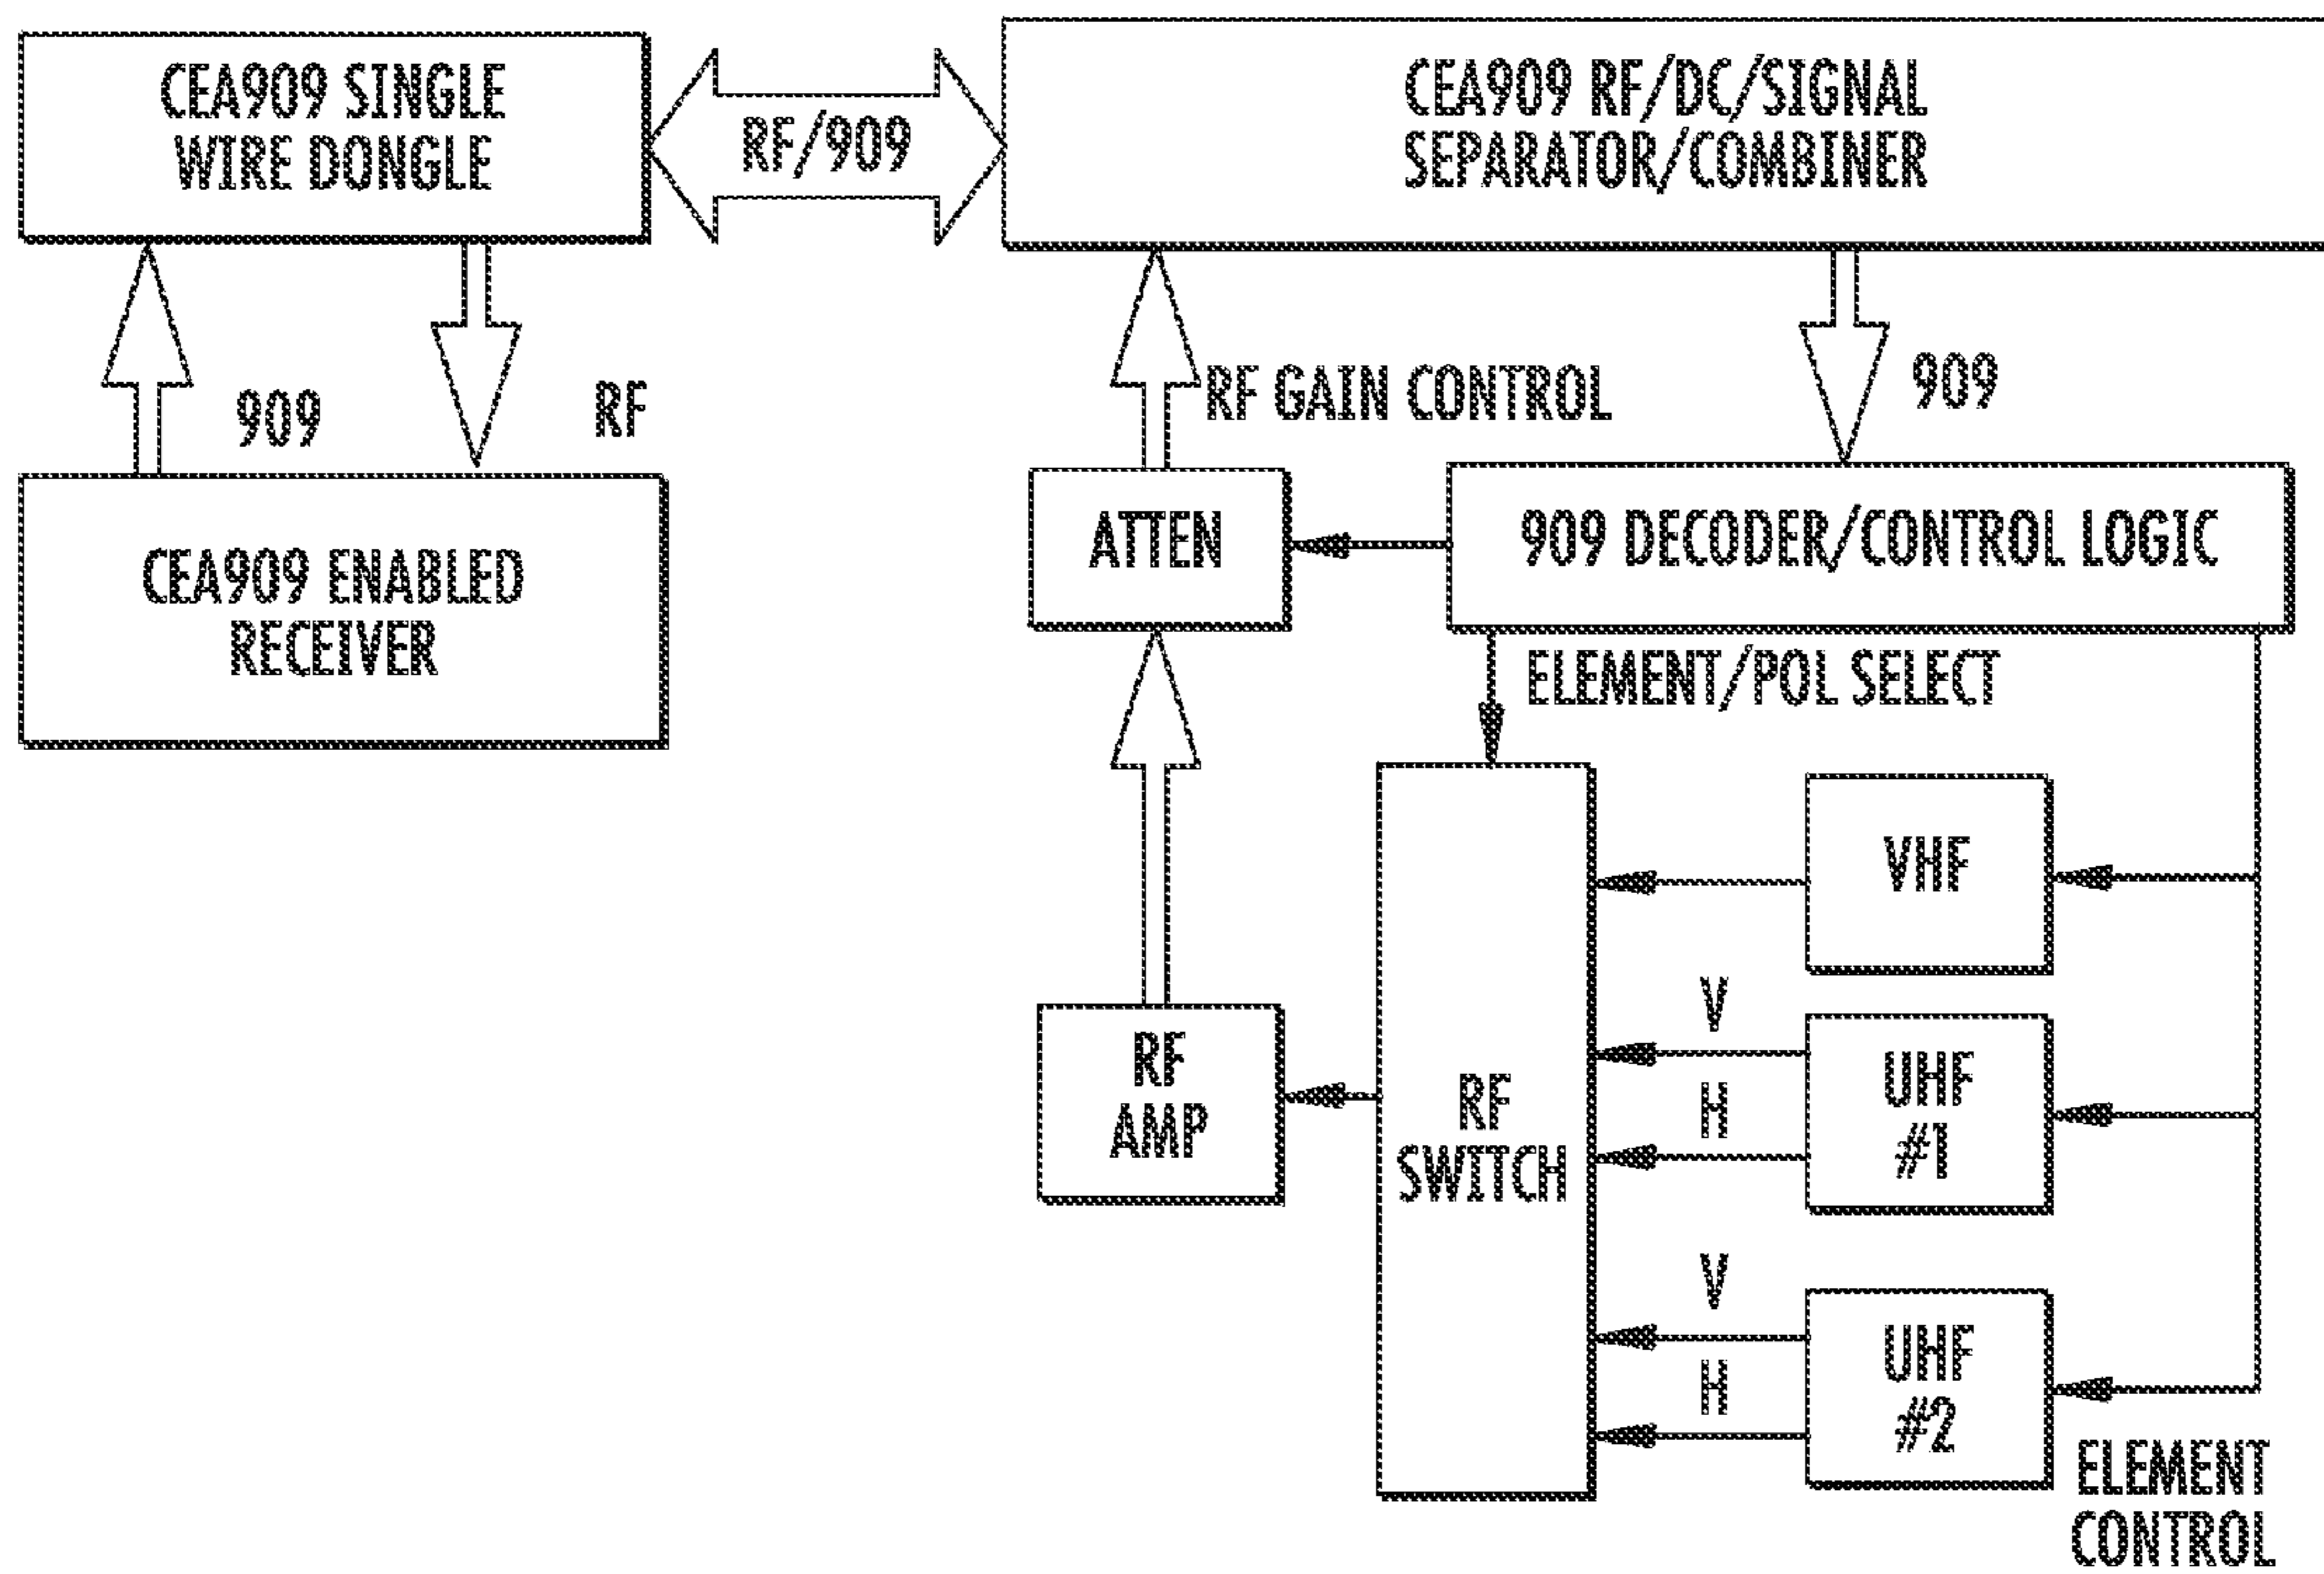 CEA909 SINGLE
WIRE DONGLE
RF/909
CEA909 RF/DC/SIGNAL
SEPARATOR/COMBINER
909
RF
RF GAIN CONTROL
909
CEA909 ENABLED
RECEIVER
ATTEN
909 DECODER/CONTROL LOGIC
ELEMENT/POL SELECT
VHF
RF
AMP
RF
SWITCH
V
H
UHF
#1
V
H
UHF
#2
ELEMENT
CONTROL